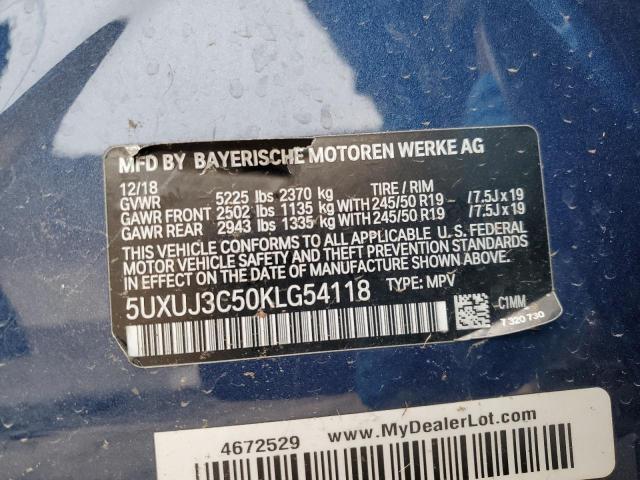 MFD BY BAYERISCHE MOTOREN WERKE AG
12/18 TIRE / RIM
GVWR 5225 lbs 2370 kg
GAWR FRONT 2502 lbs 1135 kg WITH 245/50 R19 -- /7.5J x 19
GAWR REAR 2943 lbs 1335 kg WITH 245/50 R19 -- /7.5J x 19
THIS VEHICLE CONFORMS TO ALL APPLICABLE U.S. FEDERAL
MOTOR VEHICLE SAFETY AND THEFT PREVENTION STANDARDS
IN EFFECT ON THE DATE OF MANUFACTURE SHOWN ABOVE.
5UXUJ3C50KLG54118 TYPE: MPV
C1MM
7 320 730
4672529 www.MyDealerLot.com